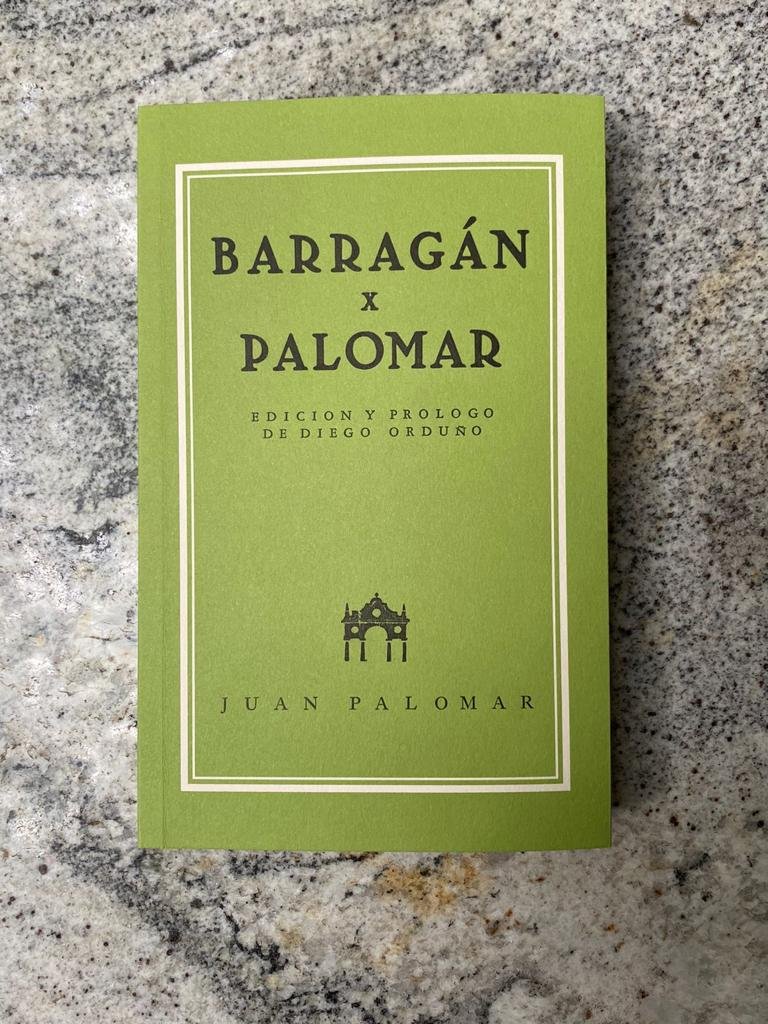 BARRAGÁN
X
PALOMAR
EDICION Y PROLOGO
DE DIEGO ORDUÑO
JUAN PALOMAR